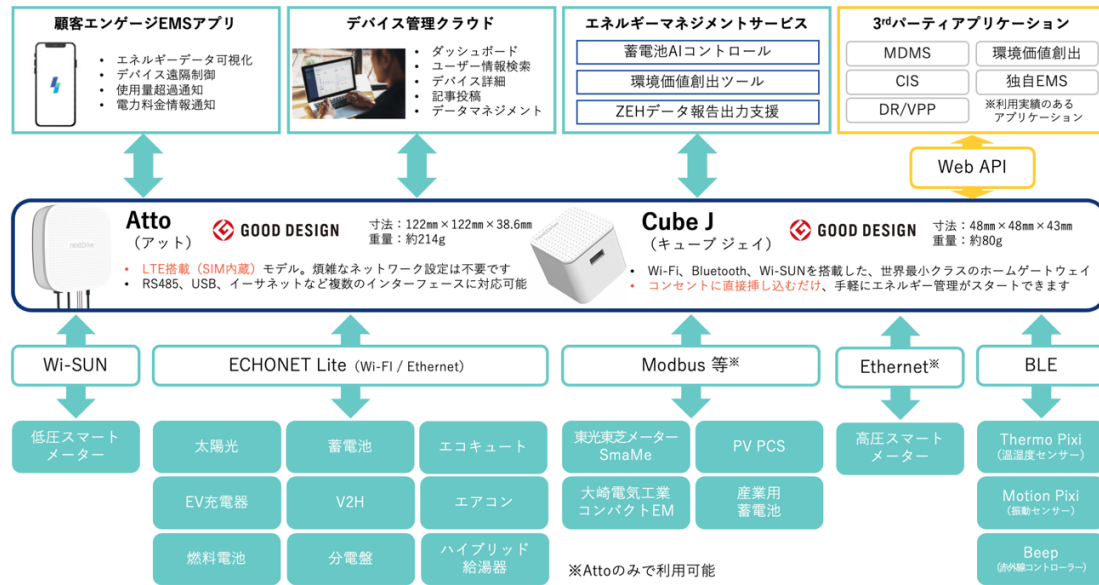 顧客エンゲージEMSアプリ
• エネルギーデータ可視化
• デバイス遠隔制御
• 使用量超過通知
• 電力料金情報通知
デバイス管理クラウド
• ダッシュボード
• ユーザー情報検索
• デバイス詳細
• 記事投稿
• データマネジメント
エネルギーマネジメントサービス
蓄電池AIコントロール
環境価値創出ツール
ZEHデータ報告出力支援
3rdパーティアプリケーション
MDMS
環境価値創出
CIS
独自EMS
DR/VPP
※利用実績のある
アプリケーション
Web API
Atto
(アット)
GOOD DESIGN
寸法：122mm×122mm×38.6mm
重量：約214g
• LTE搭載（SIM内蔵）モデル。煩雑なネットワーク設定は不要です
• RS485、USB、イーサネットなど複数のインターフェースに対応可能
Cube J
(キューブ ジェイ)
GOOD DESIGN
寸法：48mm×48mm×43mm
重量：約80g
• Wi-Fi、Bluetooth、Wi-SUNを搭載した、世界最小クラスのホームゲートウェイ
• コンセントに直接挿し込むだけ、手軽にエネルギー管理がスタートできます
Wi-SUN
ECHONET Lite（Wi-FI / Ethernet）
Modbus 等※
Ethernet※
BLE
低圧スマート
メーター
太陽光
蓄電池
エコキュート
EV充電器
V2H
エアコン
燃料電池
分電盤
ハイブリッド
給湯器
東光東芝メーター
SmaMe
PV PCS
大崎電気工業
コンパクトEM
産業用
蓄電池
※Attoのみで利用可能
高圧スマート
メーター
Thermo Pixi
(温湿度センサー)
Motion Pixi
(振動センサー)
Beep
(赤外線コントローラー)